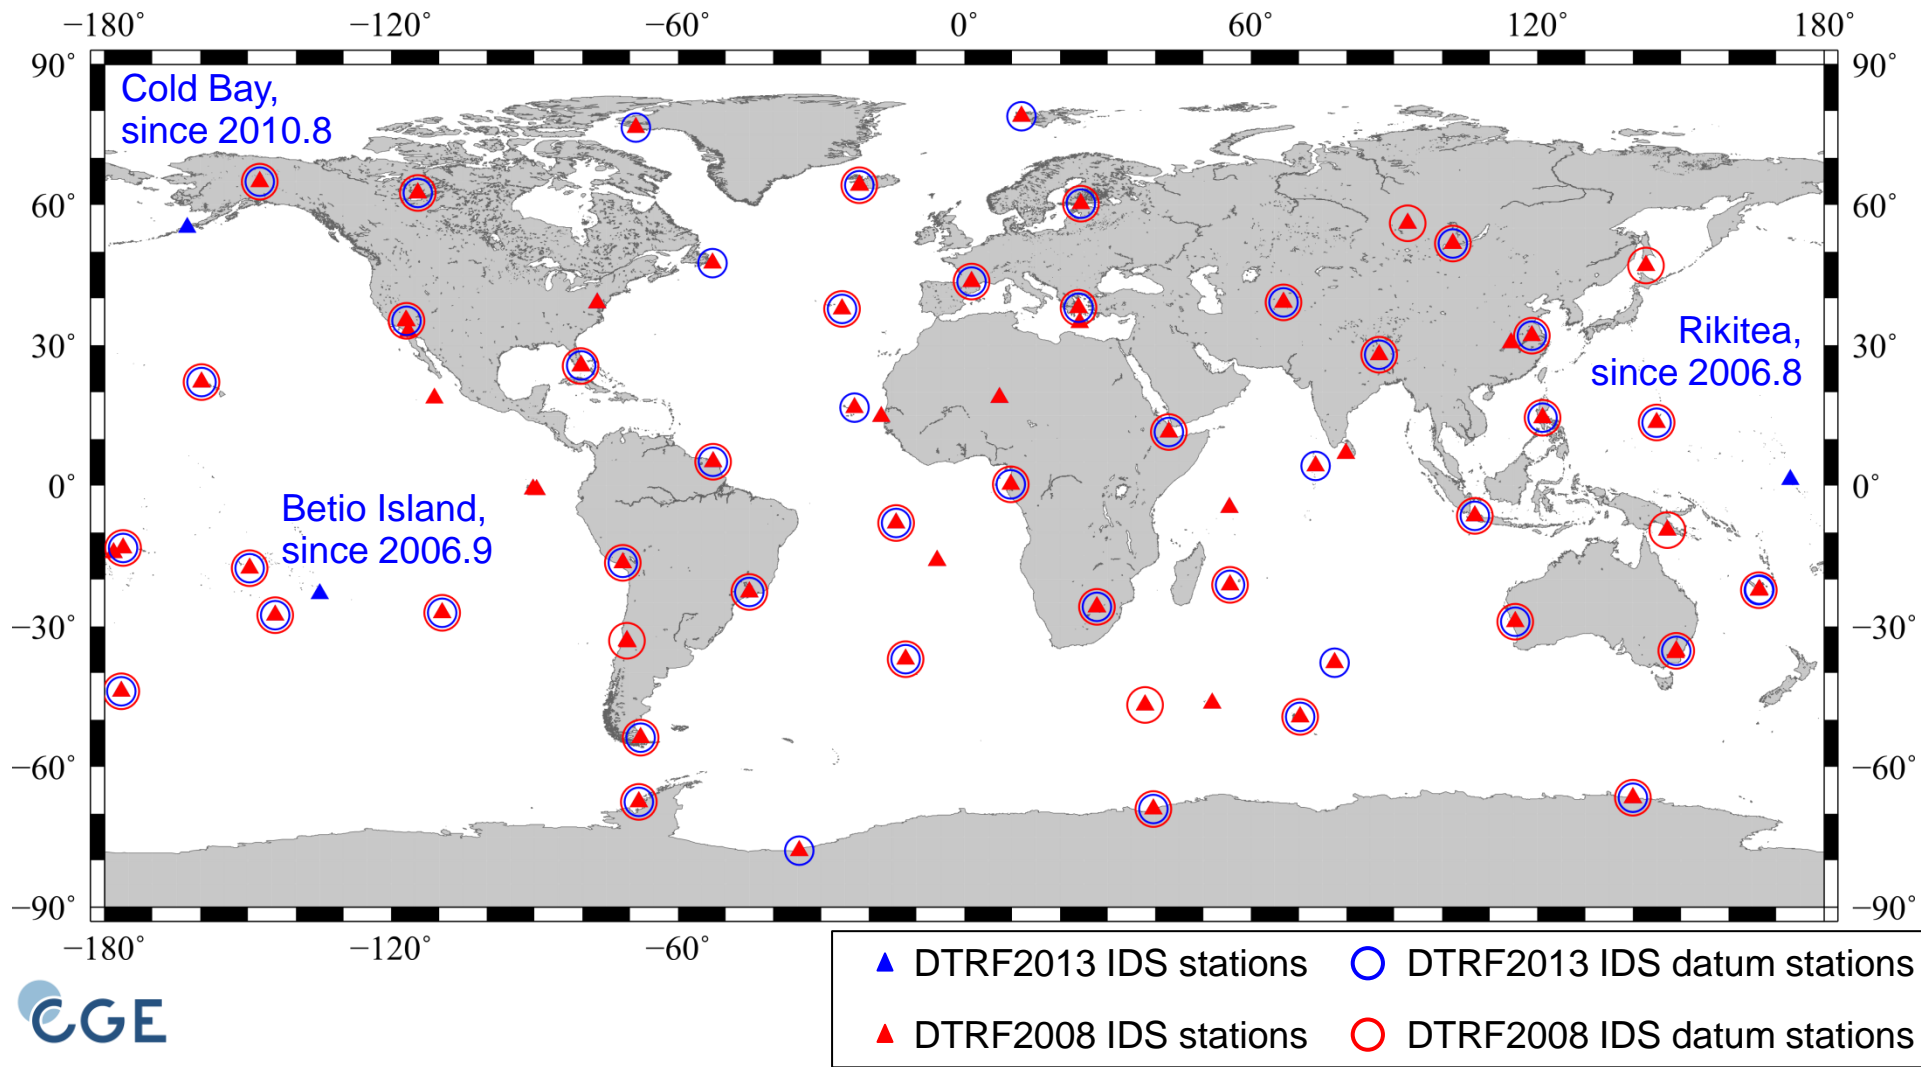 −180° −120° −60° 0° 60° 120° 180°
90° 90°
Cold Bay,
since 2010.8
60° 60°
Rikitea,
since 2006.8
30° 30°
0° 0°
Betio Island,
since 2006.9
−30° −30°
−60° −60°
−90° −90°
−180° −120° −60°
DTRF2013 IDS stations DTRF2013 IDS datum stations
DTRF2008 IDS stations DTRF2008 IDS datum stations
CGE